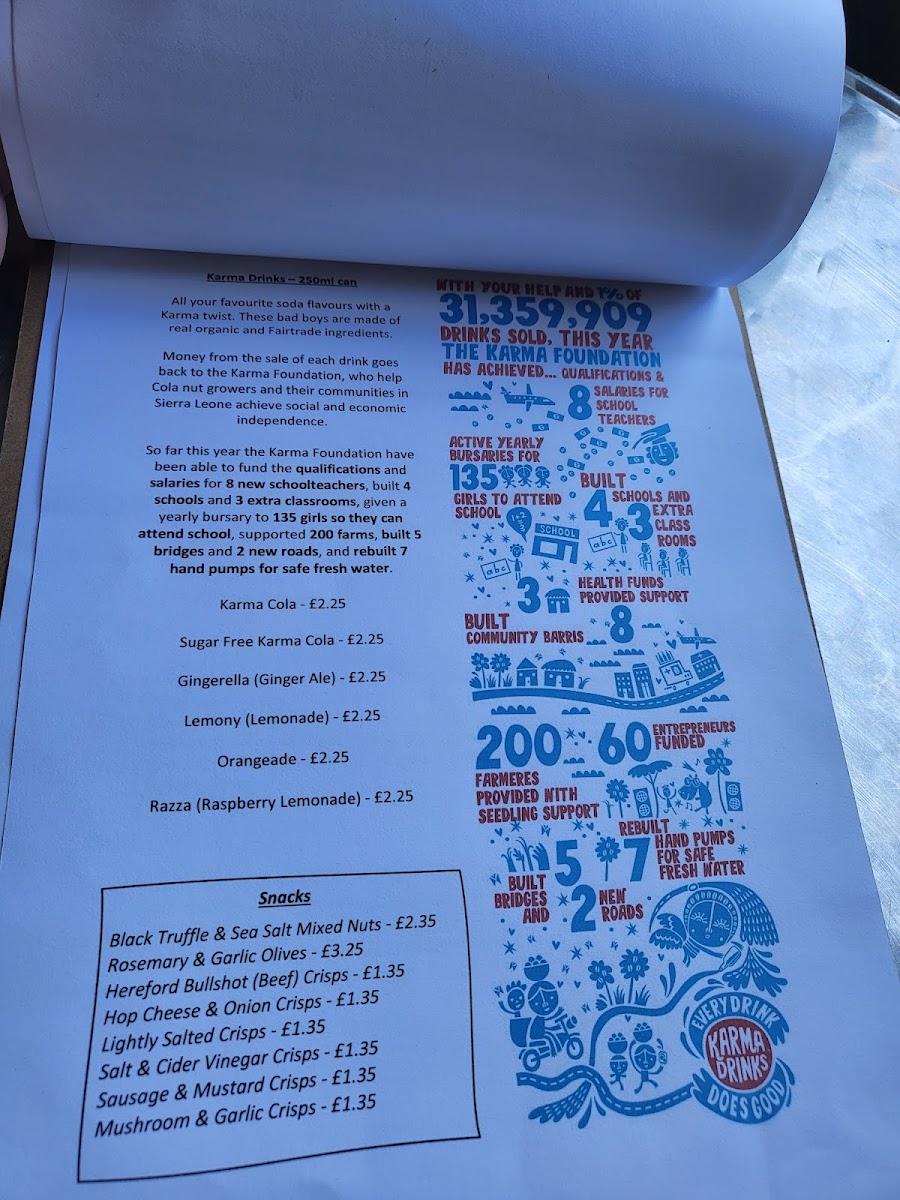 Karma Drinks – 250ml can
All your favourite soda flavours with a
Karma twist. These bad boys are made of
real organic and Fairtrade ingredients.
Money from the sale of each drink goes
back to the Karma Foundation, who help
Cola nut growers and their communities in
Sierra Leone achieve social and economic
independence.
So far this year the Karma Foundation have
been able to fund the qualifications and
salaries for 8 new schoolteachers, built 4
schools and 3 extra classrooms, given a
yearly bursary to 135 girls so they can
attend school, supported 200 farms, built 5
bridges and 2 new roads, and rebuilt 7
hand pumps for safe fresh water.
Karma Cola - £2.25
Sugar Free Karma Cola - £2.25
Gingerella (Ginger Ale) - £2.25
Lemony (Lemonade) - £2.25
Orangeade - £2.25
Razza (Raspberry Lemonade) - £2.25
Snacks
Black Truffle & Sea Salt Mixed Nuts - £2.35
Rosemary & Garlic Olives - £3.25
Hereford Bullshot (Beef) Crisps - £1.35
Hop Cheese & Onion Crisps - £1.35
Lightly Salted Crisps - £1.35
Salt & Cider Vinegar Crisps - £1.35
Sausage & Mustard Crisps - £1.35
Mushroom & Garlic Crisps - £1.35
WITH YOUR HELP AND 1% OF
31,359,909
DRINKS SOLD, THIS YEAR
THE KARMA FOUNDATION
HAS ACHIEVED... QUALIFICATIONS &
8 SALARIES FOR
SCHOOL
TEACHERS
ACTIVE YEARLY
BURSARIES FOR
135
GIRLS TO ATTEND
SCHOOL
1+2=3
SCHOOL
abc
BUILT
4 SCHOOLS AND
3 EXTRA
CLASS
ROOMS
abc
3 HEALTH FUNDS
PROVIDED SUPPORT
BUILT
COMMUNITY BARRIS 8
200
FARMERES
PROVIDED WITH
SEEDLING SUPPORT
60 ENTREPRENEURS
FUNDED
REBUILT
7 HAND PUMPS
FOR SAFE
FRESH WATER
BUILT 5
BRIDGES
AND 2 NEW
ROADS
EVERY DRINK
KARMA
DRINKS
DOES GOOD